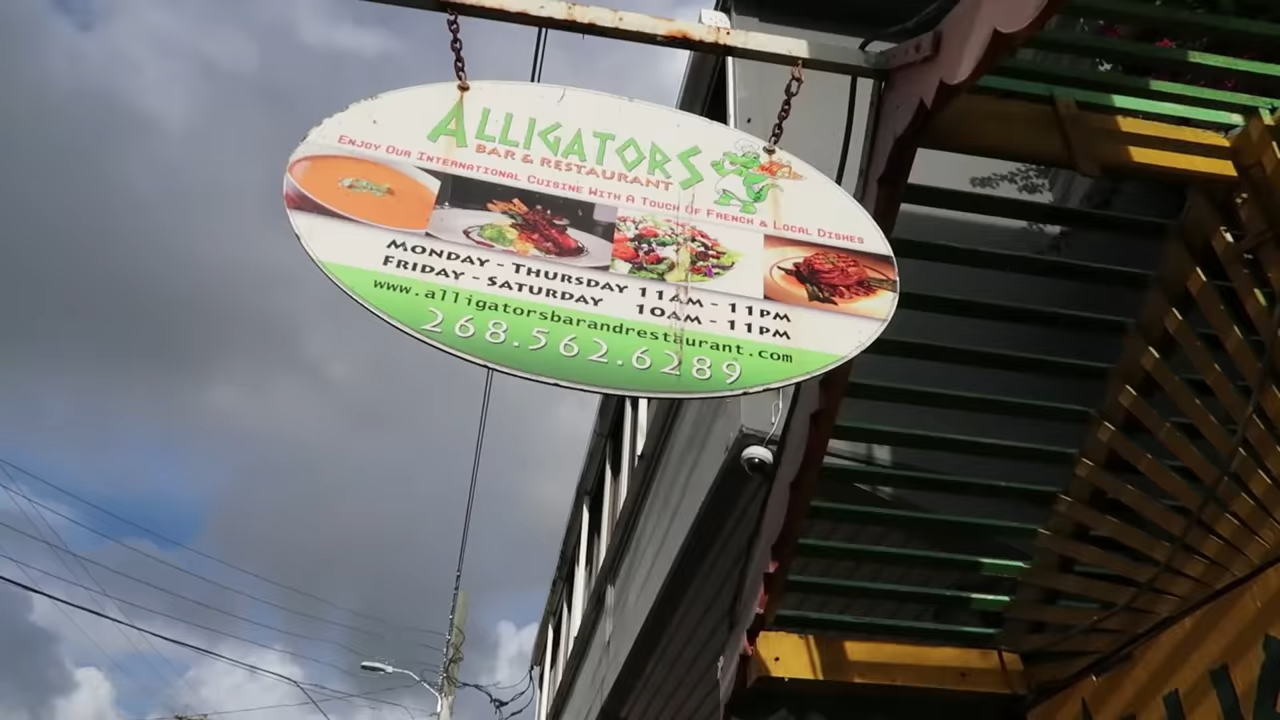 ALLIGATORS
BAR & RESTAURANT
ENJOY OUR INTERNATIONAL CUISINE WITH A TOUCH OF FRENCH & LOCAL DISHES
MONDAY - THURSDAY 11AM - 11PM
FRIDAY - SATURDAY 10AM - 11PM
www.alligatorsbarandrestaurant.com
268.562.6289